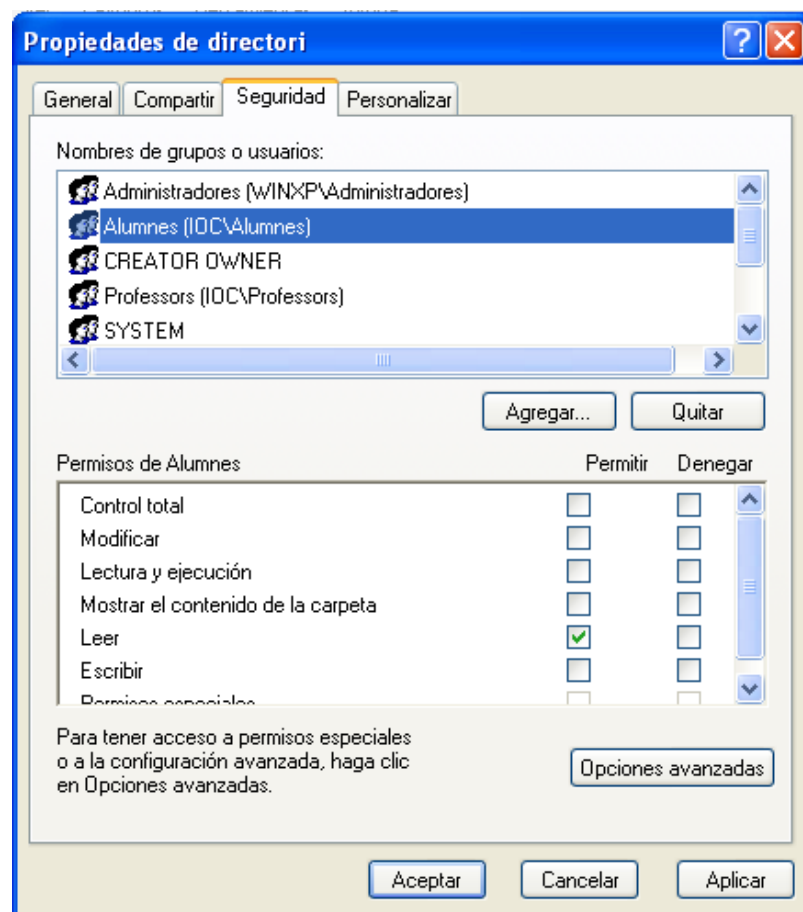 Propiedades de directori
General Compartir Seguridad Personalizar
Nombres de grupos o usuarios:
Administradores (WINXP\Administradores)
Alumnes (IOC\Alumnes)
CREATOR OWNER
Professors (IOC\Professors)
SYSTEM
Agregar... Quitar
Permisos de Alumnes Permitir Denegar
Control total
Modificar
Lectura y ejecución
Mostrar el contenido de la carpeta
Leer
Escribir
Permisos especiales
Para tener acceso a permisos especiales
o a la configuración avanzada, haga clic
en Opciones avanzadas.
Opciones avanzadas
Aceptar Cancelar Aplicar